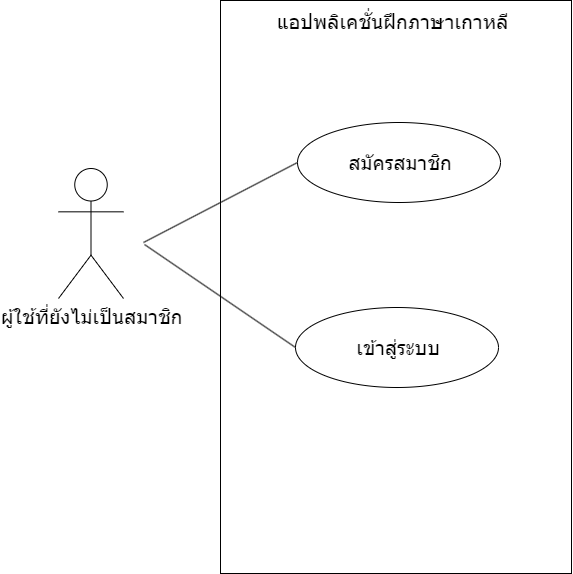 แอปพลิเคชั่นฝึกภาษาเกาหลี
สมัครสมาชิก
ผู้ใช้ที่ยังไม่เป็นสมาชิก
เข้าสู่ระบบ